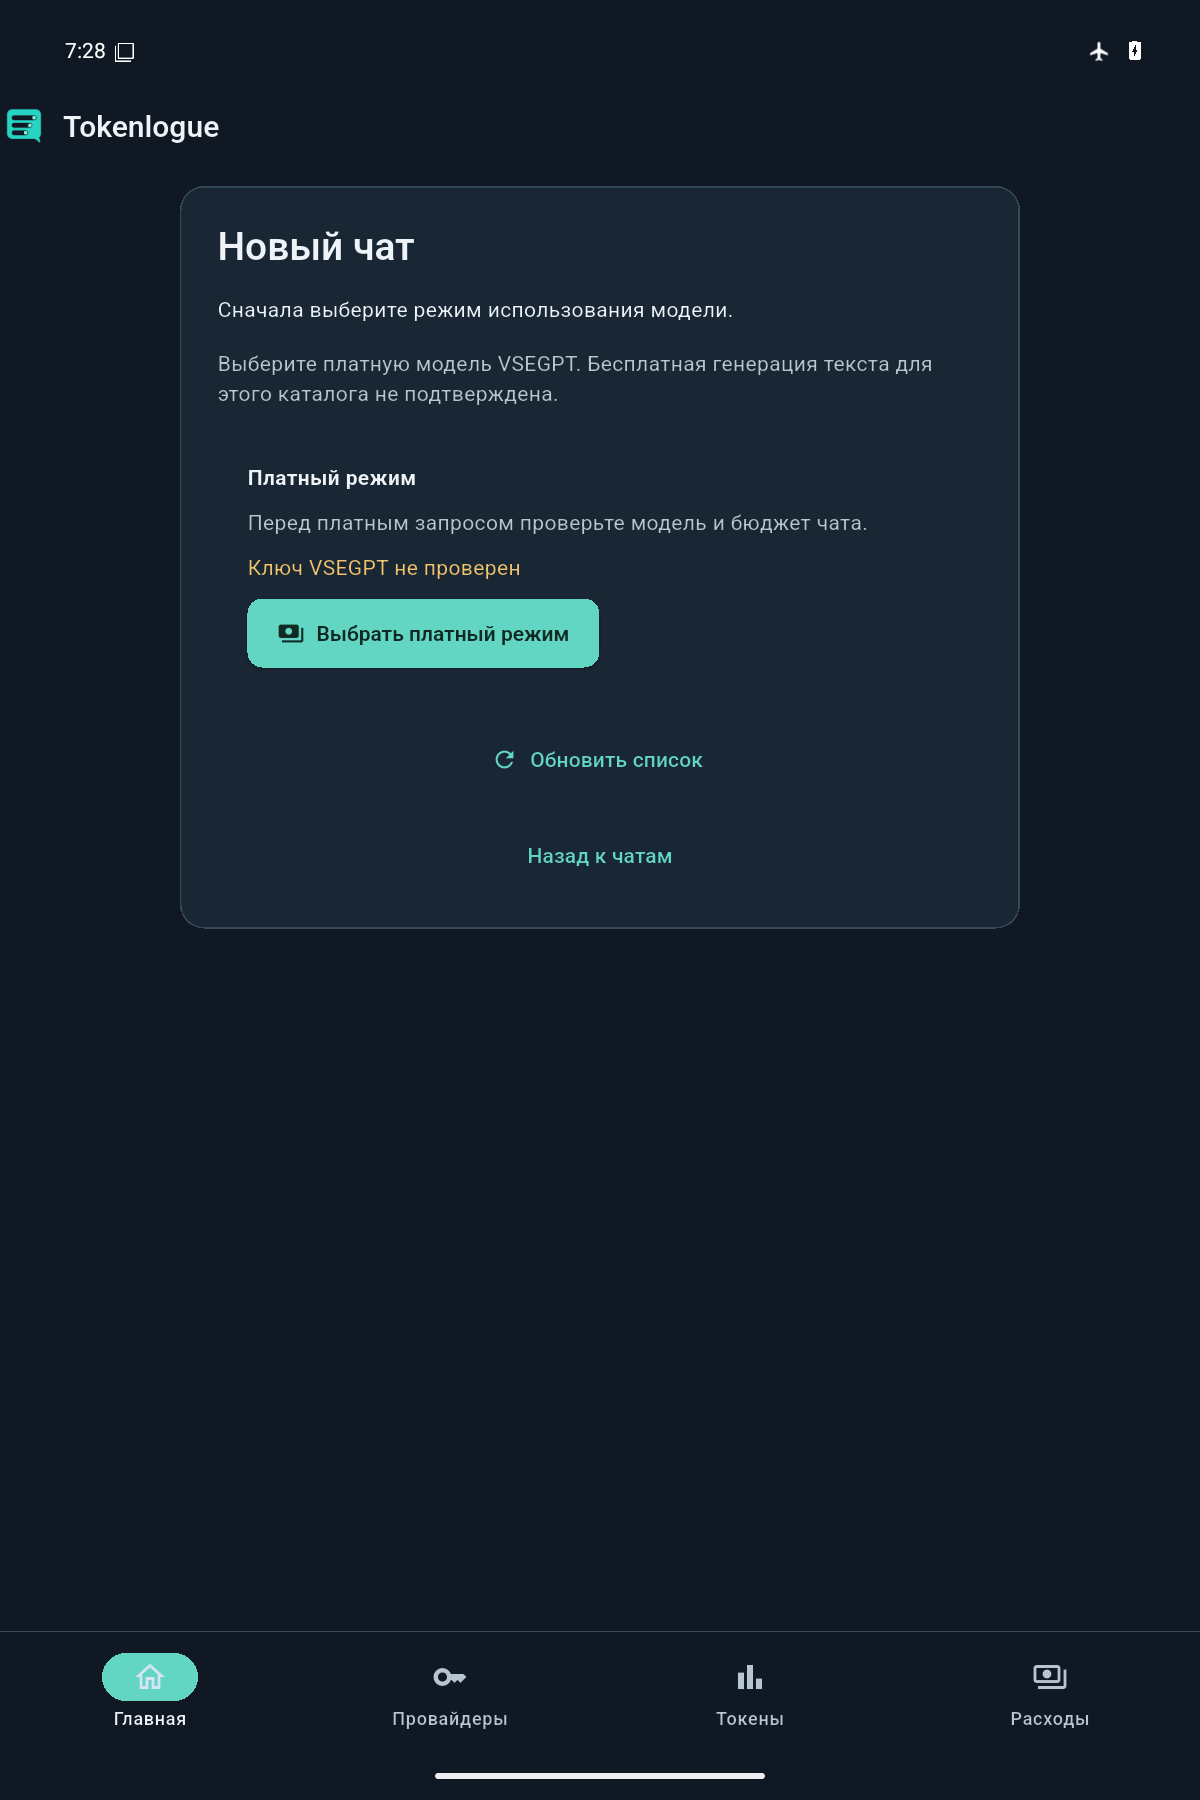 7:28
Tokenlogue
Новый чат
Сначала выберите режим использования модели.
Выберите платную модель VSEGPT. Бесплатная генерация текста для
этого каталога не подтверждена.
Платный режим
Перед платным запросом проверьте модель и бюджет чата.
Ключ VSEGPT не проверен
Выбрать платный режим
Обновить список
Назад к чатам
Главная
Провайдеры
Токены
Расходы